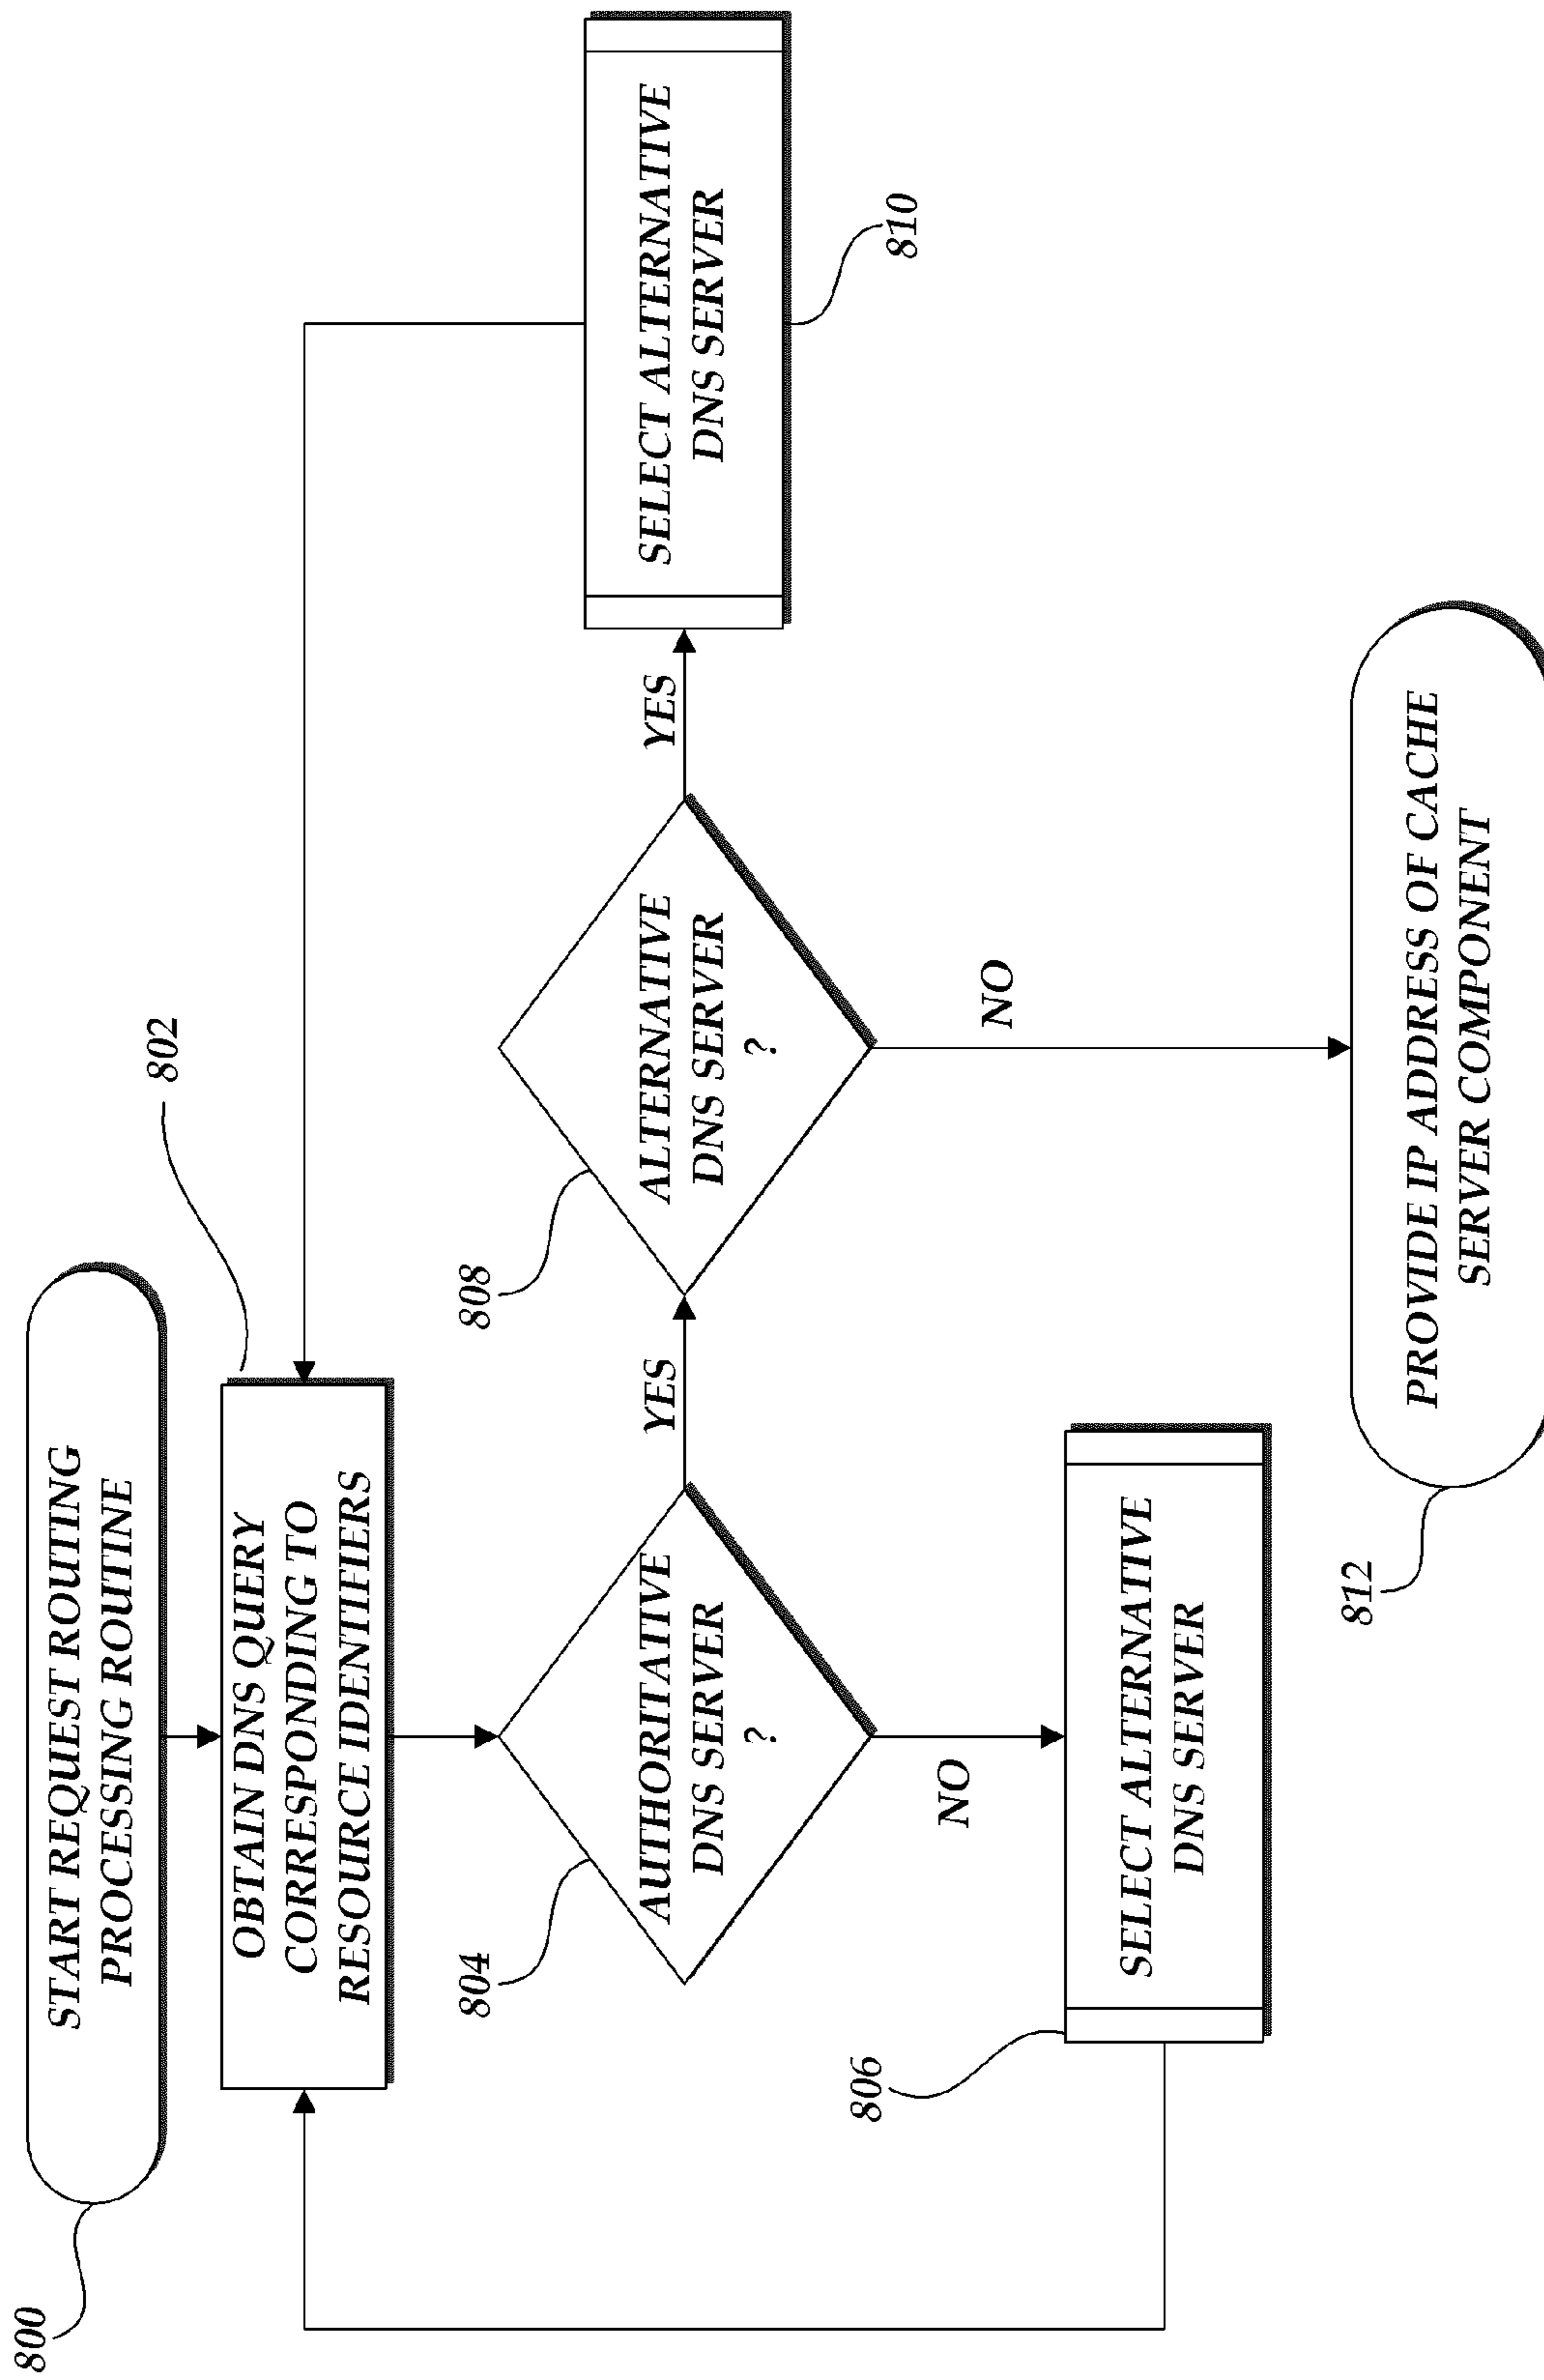 800
START REQUEST ROUTING
PROCESSING ROUTINE
802
OBTAIN DNS QUERY
CORRESPONDING TO
RESOURCE IDENTIFIERS
804
AUTHORITATIVE
DNS SERVER
?
YES
NO
806
SELECT ALTERNATIVE
DNS SERVER
808
ALTERNATIVE
DNS SERVER
?
YES
NO
SELECT ALTERNATIVE
DNS SERVER
810
812
PROVIDE IP ADDRESS OF CACHE
SERVER COMPONENT